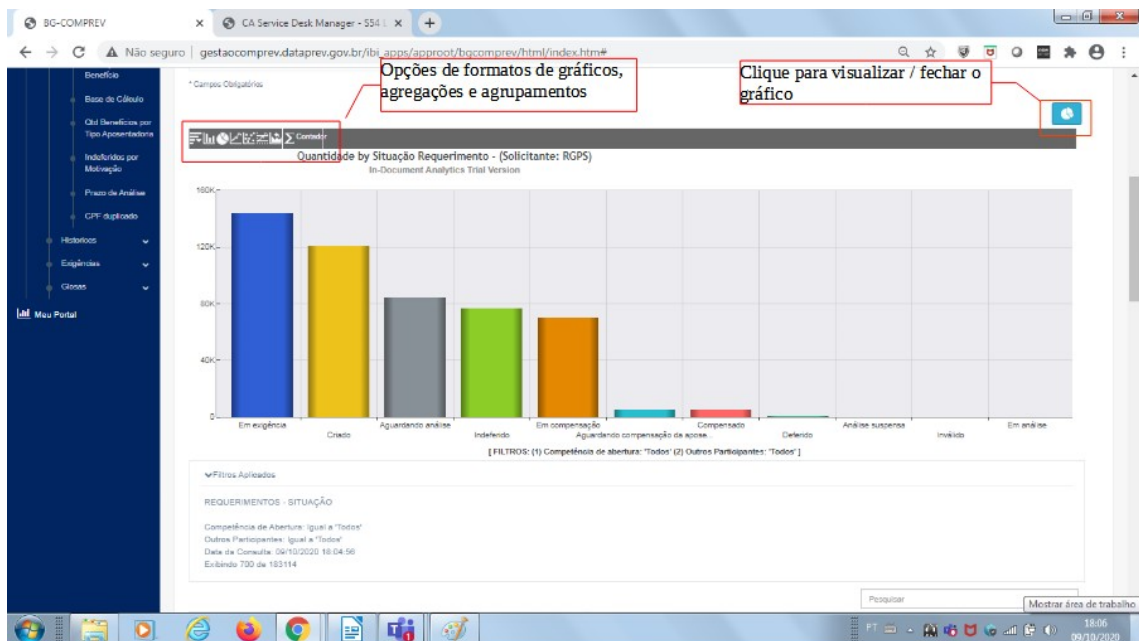 BG-COMPREV
CA Service Desk Manager - S54
Não seguro
gestaocomprev.dataprev.gov.br/ibi_apps/approot/bgcomprev/html/index.htm#
Benefício
Base de Cálculo
Qtd Benefícios por
Tipo Aposentadoria
Indeferidos por
Motivação
Prazo de Análise
CPF duplicado
Históricos
Exigências
Glosas
Meu Portal
* Campos Obrigatórios
Opções de formatos de gráficos,
agregações e agrupamentos
Clique para visualizar / fechar o
gráfico
Contador
Quantidade by Situação Requerimento - (Solicitante: RGPS)
In-Document Analytics Trial Version
160K
120K
80K
40K
0
Em exigência
Criado
Aguardando análise
Indeferido
Em compensação
Aguardando compensação da apose...
Compensado
Deferido
Análise suspensa
Inválido
Em análise
[ FILTROS: (1) Competência de abertura: 'Todos' (2) Outros Participantes: 'Todos' ]
Filtros Aplicados
REQUERIMENTOS - SITUAÇÃO
Competência de Abertura: Igual a 'Todos'
Outros Participantes: Igual a 'Todos'
Data da Consulta: 09/10/2020 18:04:56
Exibindo 700 de 183114
Pesquisar
Mostrar área de trabalho
PT
18:06
09/10/2020